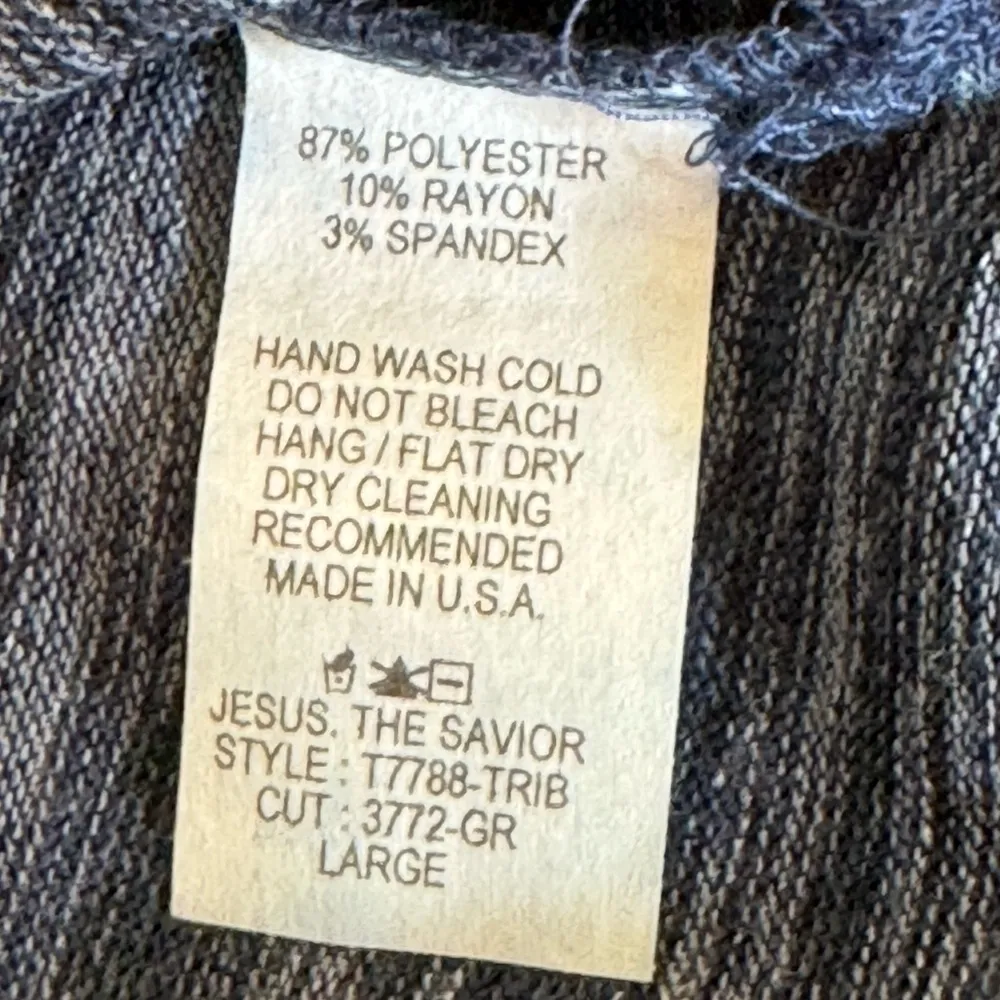 87% POLYESTER
10% RAYON
3% SPANDEX
HAND WASH COLD
DO NOT BLEACH
HANG / FLAT DRY
DRY CLEANING
RECOMMENDED
MADE IN U.S.A.
JESUS. THE SAVIOR
STYLE : T7788-TRIB
CUT : 3772-GR
LARGE